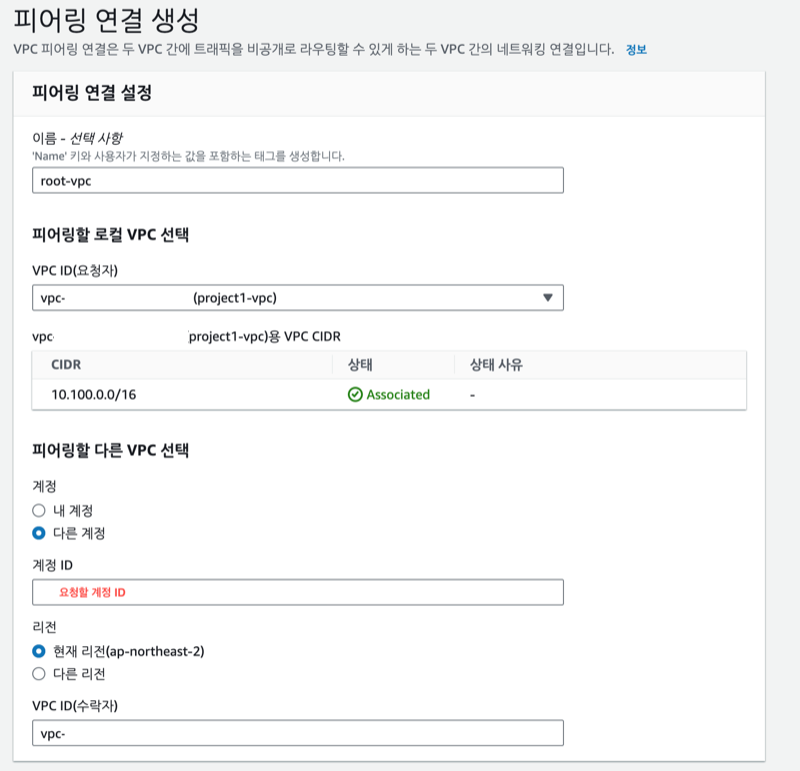 피어링 연결 생성
VPC 피어링 연결은 두 VPC 간에 트래픽을 비공개로 라우팅할 수 있게 하는 두 VPC 간의 네트워킹 연결입니다. 정보
피어링 연결 설정
이름 - 선택 사항
'Name' 키와 사용자가 지정하는 값을 포함하는 태그를 생성합니다.
root-vpc
피어링할 로컬 VPC 선택
VPC ID(요청자)
vpc- (project1-vpc)
vpc project1-vpc)용 VPC CIDR
CIDR 상태 상태 사유
10.100.0.0/16 Associated -
피어링할 다른 VPC 선택
계정
내 계정
다른 계정
계정 ID
요청할 계정 ID
리전
현재 리전(ap-northeast-2)
다른 리전
VPC ID(수락자)
vpc-